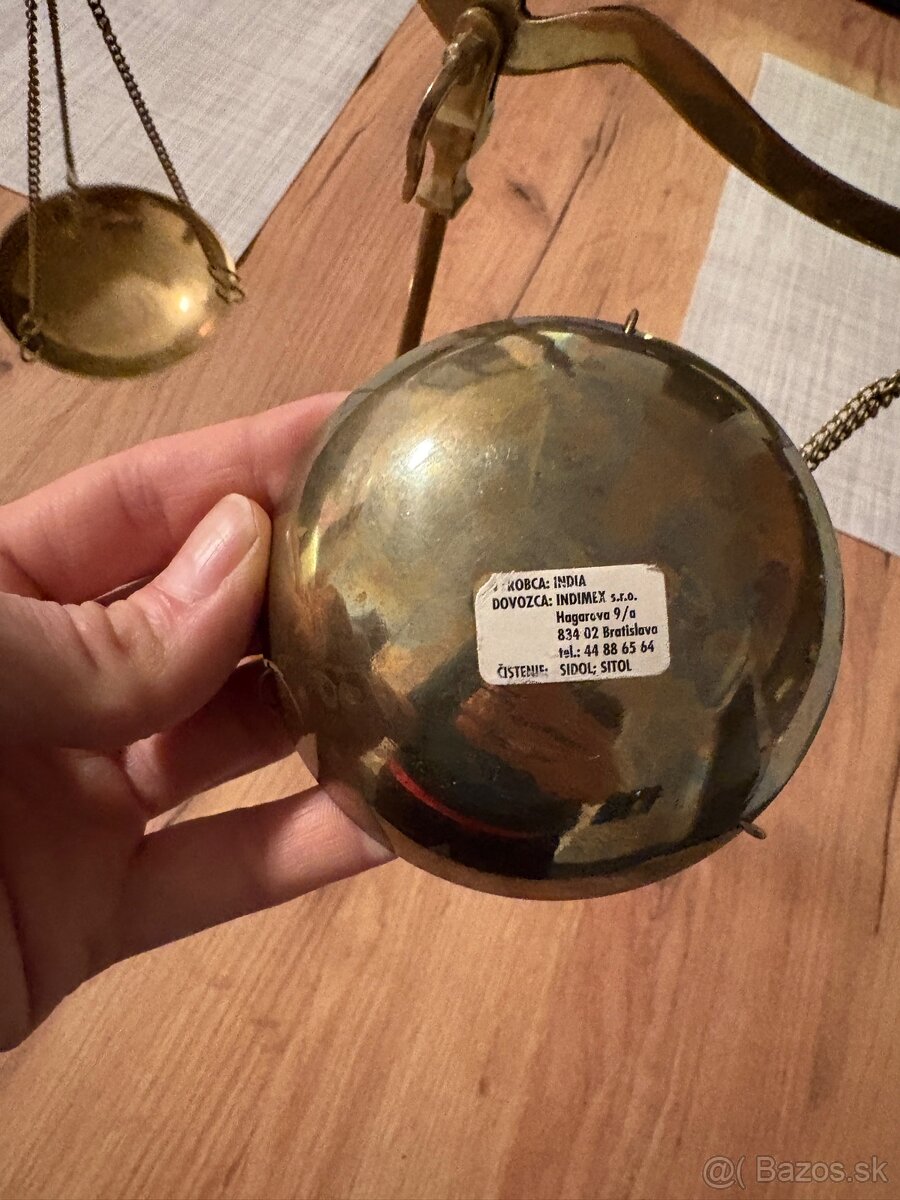 ROBCA: INDIA
DOVOZCA: INDIMEX s.r.o.
Hagarova 9/a
834 02 Bratislava
tel.: 44 88 65 64
ČISTENIE: SIDOL; SITOL
@( Bazos.sk